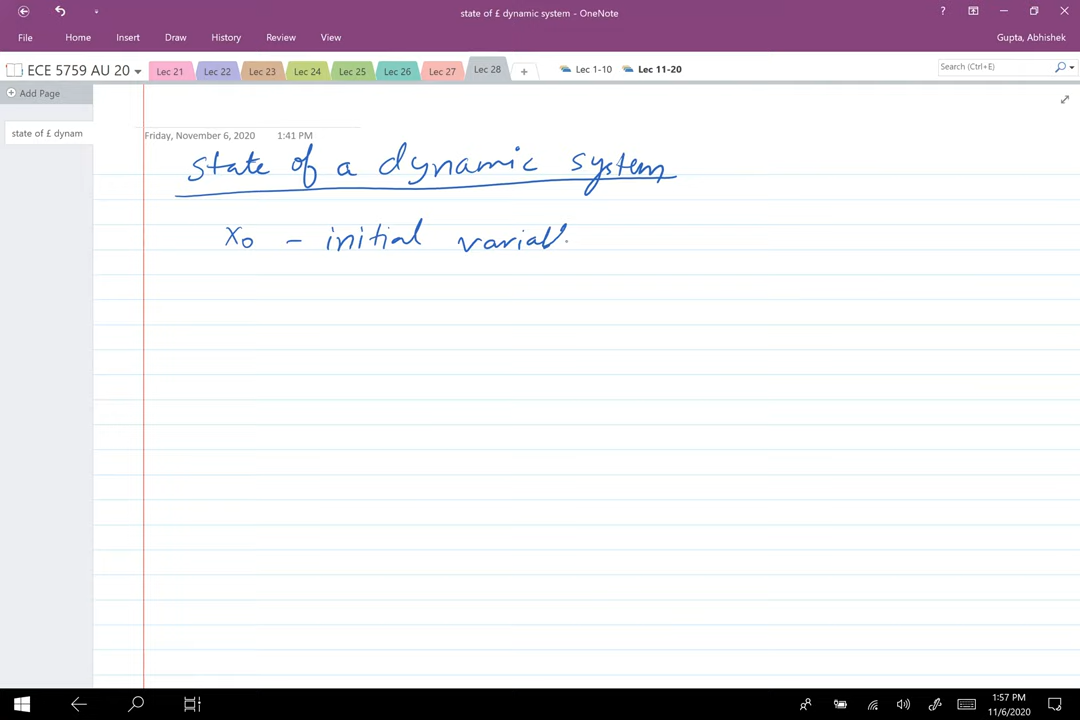 state of £ dynamic system - OneNote
?
File
Home
Insert
Draw
History
Review
View
Gupta, Abhishek
ECE 5759 AU 20
Lec 21
Lec 22
Lec 23
Lec 24
Lec 25
Lec 26
Lec 27
Lec 28
+
Lec 1-10
Lec 11-20
Search (Ctrl+E)
Add Page
state of £ dynam
Friday, November 6, 2020
1:41 PM
state of a dynamic system
x₀ - initial variab
1:57 PM
11/6/2020